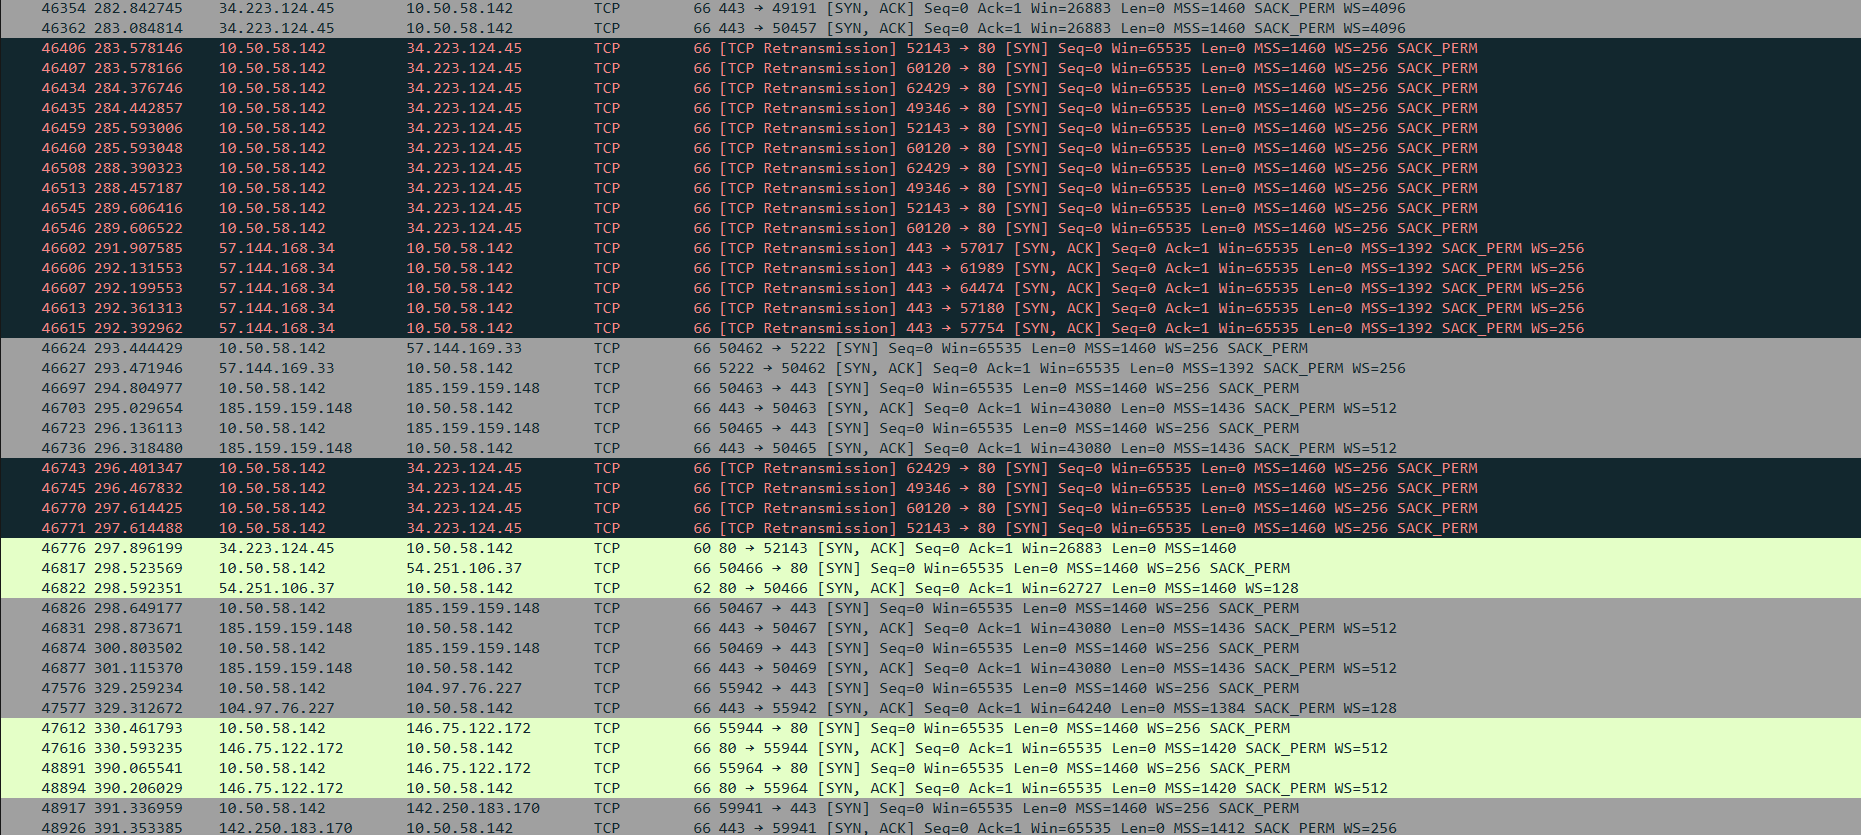 46354 282.842745 34.223.124.45 10.50.58.142 TCP 66 443 → 49191 [SYN, ACK] Seq=0 Ack=1 Win=26883 Len=0 MSS=1460 SACK_PERM WS=4096
46362 283.084814 34.223.124.45 10.50.58.142 TCP 66 443 → 50457 [SYN, ACK] Seq=0 Ack=1 Win=26883 Len=0 MSS=1460 SACK_PERM WS=4096
46406 283.578146 10.50.58.142 34.223.124.45 TCP 66 [TCP Retransmission] 52143 → 80 [SYN] Seq=0 Win=65535 Len=0 MSS=1460 WS=256 SACK_PERM
46407 283.578166 10.50.58.142 34.223.124.45 TCP 66 [TCP Retransmission] 60120 → 80 [SYN] Seq=0 Win=65535 Len=0 MSS=1460 WS=256 SACK_PERM
46434 284.376746 10.50.58.142 34.223.124.45 TCP 66 [TCP Retransmission] 62429 → 80 [SYN] Seq=0 Win=65535 Len=0 MSS=1460 WS=256 SACK_PERM
46435 284.442857 10.50.58.142 34.223.124.45 TCP 66 [TCP Retransmission] 49346 → 80 [SYN] Seq=0 Win=65535 Len=0 MSS=1460 WS=256 SACK_PERM
46459 285.593006 10.50.58.142 34.223.124.45 TCP 66 [TCP Retransmission] 52143 → 80 [SYN] Seq=0 Win=65535 Len=0 MSS=1460 WS=256 SACK_PERM
46460 285.593048 10.50.58.142 34.223.124.45 TCP 66 [TCP Retransmission] 60120 → 80 [SYN] Seq=0 Win=65535 Len=0 MSS=1460 WS=256 SACK_PERM
46508 288.390323 10.50.58.142 34.223.124.45 TCP 66 [TCP Retransmission] 62429 → 80 [SYN] Seq=0 Win=65535 Len=0 MSS=1460 WS=256 SACK_PERM
46513 288.457187 10.50.58.142 34.223.124.45 TCP 66 [TCP Retransmission] 49346 → 80 [SYN] Seq=0 Win=65535 Len=0 MSS=1460 WS=256 SACK_PERM
46545 289.606416 10.50.58.142 34.223.124.45 TCP 66 [TCP Retransmission] 52143 → 80 [SYN] Seq=0 Win=65535 Len=0 MSS=1460 WS=256 SACK_PERM
46546 289.606522 10.50.58.142 34.223.124.45 TCP 66 [TCP Retransmission] 60120 → 80 [SYN] Seq=0 Win=65535 Len=0 MSS=1460 WS=256 SACK_PERM
46602 291.907585 57.144.168.34 10.50.58.142 TCP 66 [TCP Retransmission] 443 → 57017 [SYN, ACK] Seq=0 Ack=1 Win=65535 Len=0 MSS=1392 SACK_PERM WS=256
46606 292.131553 57.144.168.34 10.50.58.142 TCP 66 [TCP Retransmission] 443 → 61989 [SYN, ACK] Seq=0 Ack=1 Win=65535 Len=0 MSS=1392 SACK_PERM WS=256
46607 292.199553 57.144.168.34 10.50.58.142 TCP 66 [TCP Retransmission] 443 → 64474 [SYN, ACK] Seq=0 Ack=1 Win=65535 Len=0 MSS=1392 SACK_PERM WS=256
46613 292.361313 57.144.168.34 10.50.58.142 TCP 66 [TCP Retransmission] 443 → 57180 [SYN, ACK] Seq=0 Ack=1 Win=65535 Len=0 MSS=1392 SACK_PERM WS=256
46615 292.392962 57.144.168.34 10.50.58.142 TCP 66 [TCP Retransmission] 443 → 57754 [SYN, ACK] Seq=0 Ack=1 Win=65535 Len=0 MSS=1392 SACK_PERM WS=256
46624 293.444429 10.50.58.142 57.144.169.33 TCP 66 50462 → 5222 [SYN] Seq=0 Win=65535 Len=0 MSS=1460 WS=256 SACK_PERM
46627 293.471946 57.144.169.33 10.50.58.142 TCP 66 5222 → 50462 [SYN, ACK] Seq=0 Ack=1 Win=65535 Len=0 MSS=1392 SACK_PERM WS=256
46697 294.804977 10.50.58.142 185.159.159.148 TCP 66 50463 → 443 [SYN] Seq=0 Win=65535 Len=0 MSS=1460 WS=256 SACK_PERM
46703 295.029654 185.159.159.148 10.50.58.142 TCP 66 443 → 50463 [SYN, ACK] Seq=0 Ack=1 Win=43080 Len=0 MSS=1436 SACK_PERM WS=512
46723 296.136113 10.50.58.142 185.159.159.148 TCP 66 50465 → 443 [SYN] Seq=0 Win=65535 Len=0 MSS=1460 WS=256 SACK_PERM
46736 296.318480 185.159.159.148 10.50.58.142 TCP 66 443 → 50465 [SYN, ACK] Seq=0 Ack=1 Win=43080 Len=0 MSS=1436 SACK_PERM WS=512
46743 296.401347 10.50.58.142 34.223.124.45 TCP 66 [TCP Retransmission] 62429 → 80 [SYN] Seq=0 Win=65535 Len=0 MSS=1460 WS=256 SACK_PERM
46745 296.467832 10.50.58.142 34.223.124.45 TCP 66 [TCP Retransmission] 49346 → 80 [SYN] Seq=0 Win=65535 Len=0 MSS=1460 WS=256 SACK_PERM
46770 297.614425 10.50.58.142 34.223.124.45 TCP 66 [TCP Retransmission] 60120 → 80 [SYN] Seq=0 Win=65535 Len=0 MSS=1460 WS=256 SACK_PERM
46771 297.614488 10.50.58.142 34.223.124.45 TCP 66 [TCP Retransmission] 52143 → 80 [SYN] Seq=0 Win=65535 Len=0 MSS=1460 WS=256 SACK_PERM
46776 297.896199 34.223.124.45 10.50.58.142 TCP 60 80 → 52143 [SYN, ACK] Seq=0 Ack=1 Win=26883 Len=0 MSS=1460
46817 298.523569 10.50.58.142 54.251.106.37 TCP 66 50466 → 80 [SYN] Seq=0 Win=65535 Len=0 MSS=1460 WS=256 SACK_PERM
46822 298.592351 54.251.106.37 10.50.58.142 TCP 62 80 → 50466 [SYN, ACK] Seq=0 Ack=1 Win=62727 Len=0 MSS=1460 WS=128
46826 298.649177 10.50.58.142 185.159.159.148 TCP 66 50467 → 443 [SYN] Seq=0 Win=65535 Len=0 MSS=1460 WS=256 SACK_PERM
46831 298.873671 185.159.159.148 10.50.58.142 TCP 66 443 → 50467 [SYN, ACK] Seq=0 Ack=1 Win=43080 Len=0 MSS=1436 SACK_PERM WS=512
46874 300.803502 10.50.58.142 185.159.159.148 TCP 66 50469 → 443 [SYN] Seq=0 Win=65535 Len=0 MSS=1460 WS=256 SACK_PERM
46877 301.115370 185.159.159.148 10.50.58.142 TCP 66 443 → 50469 [SYN, ACK] Seq=0 Ack=1 Win=43080 Len=0 MSS=1436 SACK_PERM WS=512
47576 329.259234 10.50.58.142 104.97.76.227 TCP 66 55942 → 443 [SYN] Seq=0 Win=65535 Len=0 MSS=1460 WS=256 SACK_PERM
47577 329.312672 104.97.76.227 10.50.58.142 TCP 66 443 → 55942 [SYN, ACK] Seq=0 Ack=1 Win=64240 Len=0 MSS=1384 SACK_PERM WS=128
47612 330.461793 10.50.58.142 146.75.122.172 TCP 66 55944 → 80 [SYN] Seq=0 Win=65535 Len=0 MSS=1460 WS=256 SACK_PERM
47616 330.593235 146.75.122.172 10.50.58.142 TCP 66 80 → 55944 [SYN, ACK] Seq=0 Ack=1 Win=65535 Len=0 MSS=1420 SACK_PERM WS=512
48891 390.065541 10.50.58.142 146.75.122.172 TCP 66 55964 → 80 [SYN] Seq=0 Win=65535 Len=0 MSS=1460 WS=256 SACK_PERM
48894 390.206029 146.75.122.172 10.50.58.142 TCP 66 80 → 55964 [SYN, ACK] Seq=0 Ack=1 Win=65535 Len=0 MSS=1420 SACK_PERM WS=512
48917 391.336959 10.50.58.142 142.250.183.170 TCP 66 59941 → 443 [SYN] Seq=0 Win=65535 Len=0 MSS=1460 WS=256 SACK_PERM
48926 391.353385 142.250.183.170 10.50.58.142 TCP 66 443 → 59941 [SYN, ACK] Seq=0 Ack=1 Win=65535 Len=0 MSS=1412 SACK_PERM WS=256